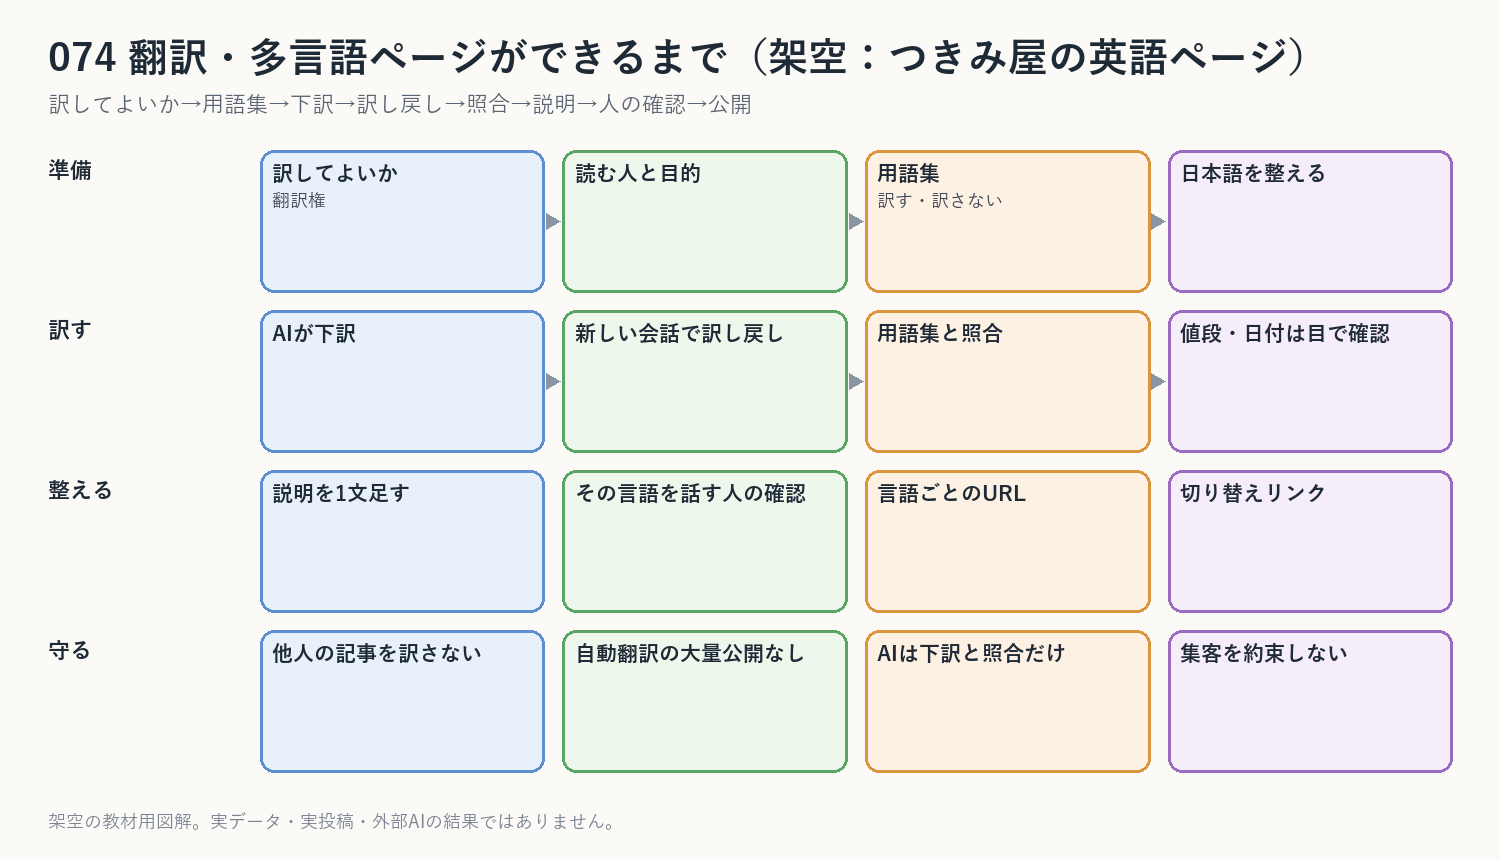 074 翻訳・多言語ページができるまで（架空：つきみ屋の英語ページ）
訳してよいか→用語集→下訳→訳し戻し→照合→説明→人の確認→公開
準備
訳してよいか
翻訳権
読む人と目的
用語集
訳す・訳さない
日本語を整える
訳す
AIが下訳
新しい会話で訳し戻し
用語集と照合
値段・日付は目で確認
整える
説明を1文足す
その言語を話す人の確認
言語ごとのURL
切り替えリンク
守る
他人の記事を訳さない
自動翻訳の大量公開なし
AIは下訳と照合だけ
集客を約束しない
架空の教材用図解。実データ・実投稿・外部AIの結果ではありません。